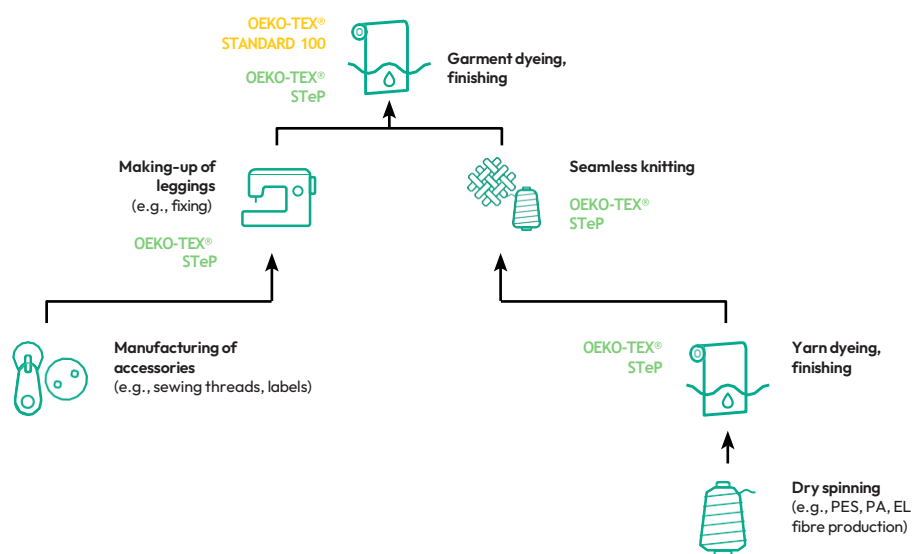 OEKO-TEX®
STANDARD 100
OEKO-TEX®
STeP
Garment dyeing,
finishing
Making-up of
leggings
(e.g., fixing)
OEKO-TEX®
STeP
Seamless knitting
OEKO-TEX®
STeP
Manufacturing of
accessories
(e.g., sewing threads, labels)
OEKO-TEX®
STeP
Yarn dyeing,
finishing
Dry spinning
(e.g., PES, PA, EL
fibre production)